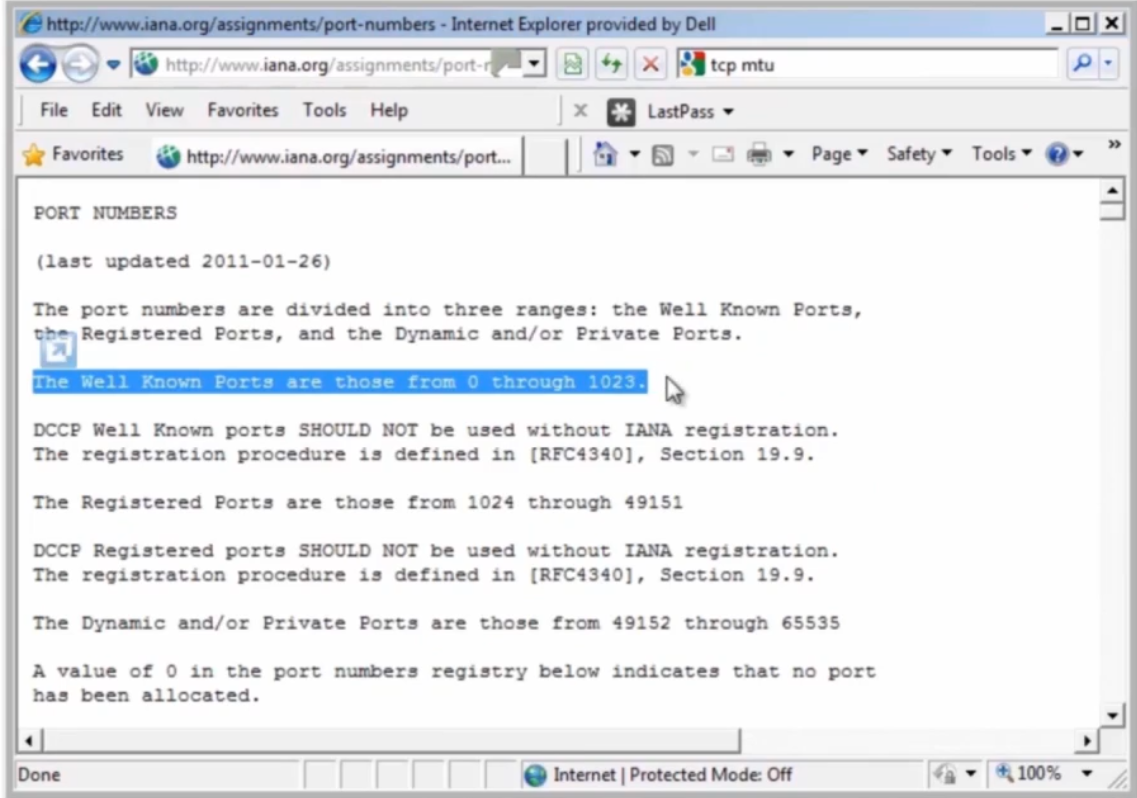 http://www.iana.org/assignments/port-numbers - Internet Explorer provided by Dell
http://www.iana.org/assignments/port-r
tcp mtu
File Edit View Favorites Tools Help
LastPass
Favorites
http://www.iana.org/assignments/port...
Page
Safety
Tools
PORT NUMBERS
(last updated 2011-01-26)
The port numbers are divided into three ranges: the Well Known Ports,
the Registered Ports, and the Dynamic and/or Private Ports.
The Well Known Ports are those from 0 through 1023.
DCCP Well Known ports SHOULD NOT be used without IANA registration.
The registration procedure is defined in [RFC4340], Section 19.9.
The Registered Ports are those from 1024 through 49151
DCCP Registered ports SHOULD NOT be used without IANA registration.
The registration procedure is defined in [RFC4340], Section 19.9.
The Dynamic and/or Private Ports are those from 49152 through 65535
A value of 0 in the port numbers registry below indicates that no port
has been allocated.
Done
Internet | Protected Mode: Off
100%